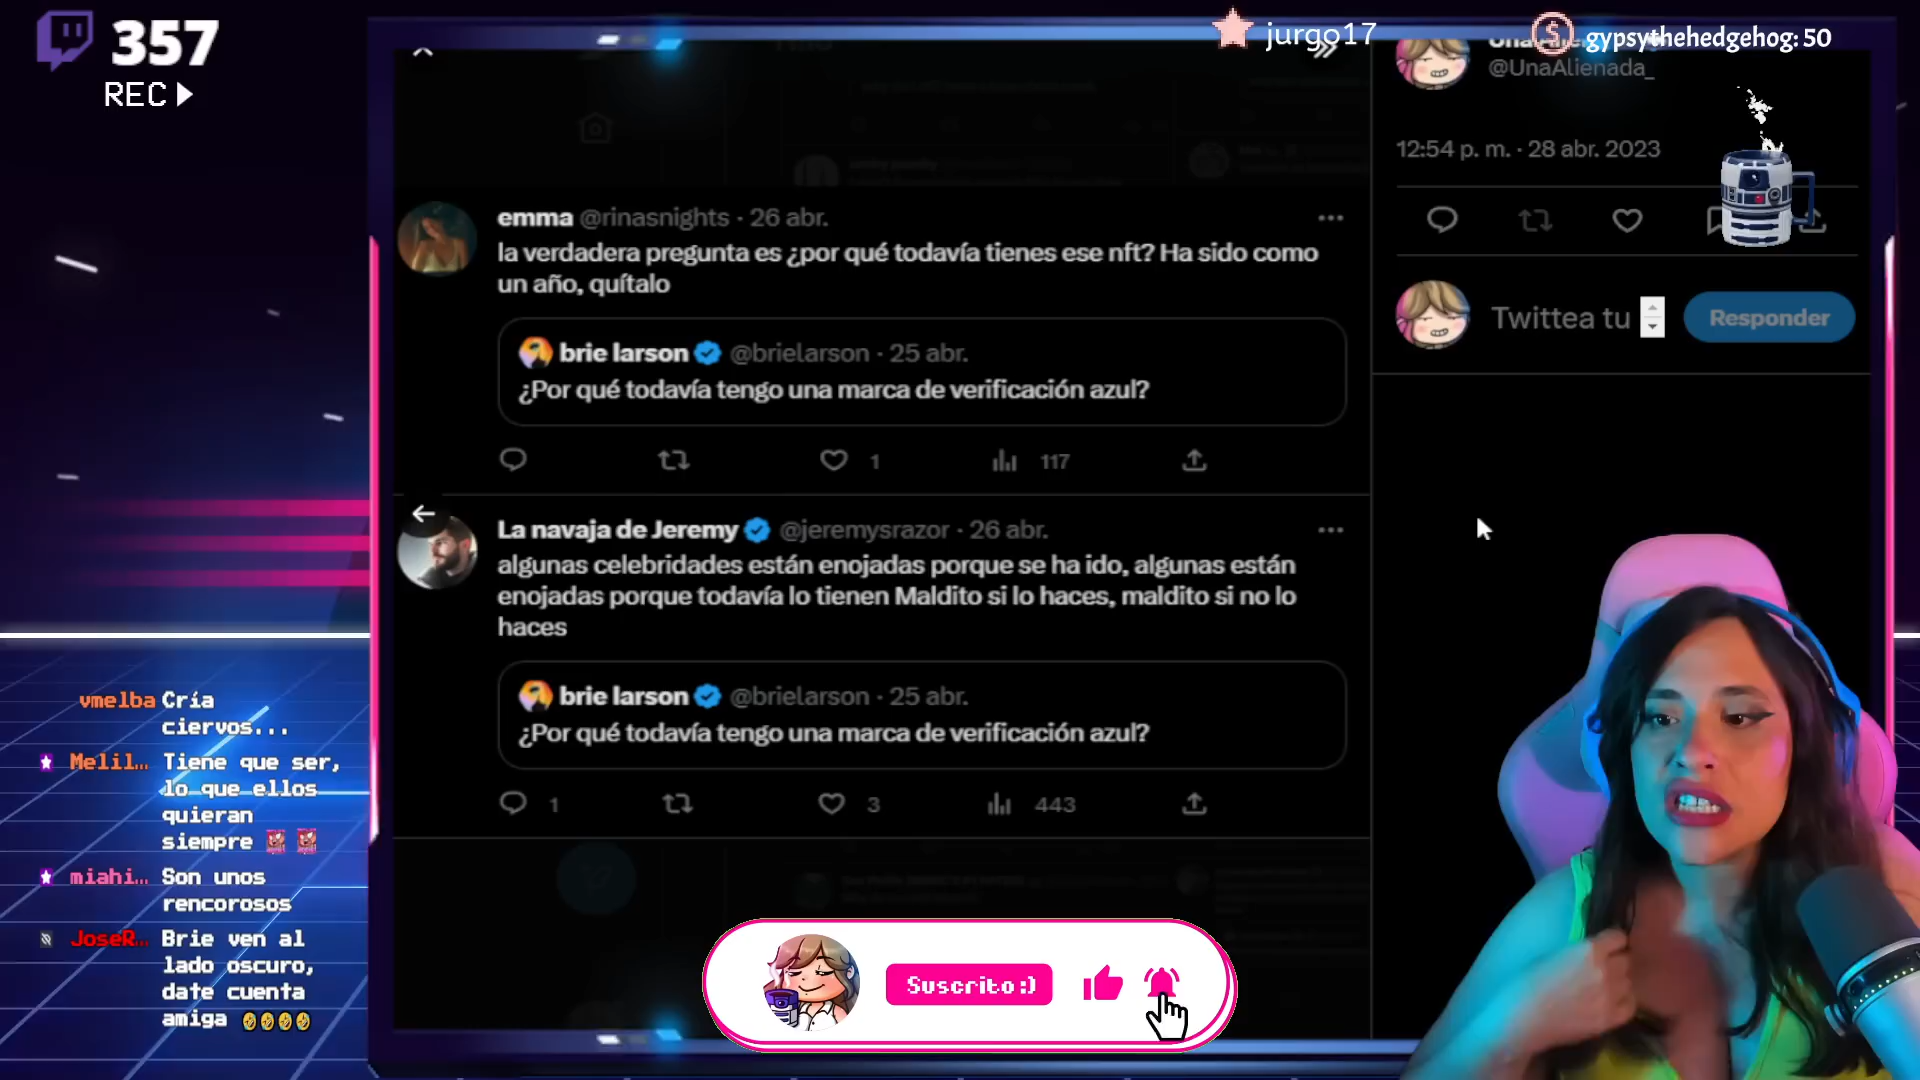 357
REC
jurgo17
gypsythehedgehog: 50
@UnaAlienada_
12:54 p. m. · 28 abr. 2023
Twittea tu
Responder
emma @rinasnights · 26 abr.
la verdadera pregunta es ¿por qué todavía tienes ese nft? Ha sido como
un año, quítalo
brie larson @brielarson · 25 abr.
¿Por qué todavía tengo una marca de verificación azul?
1
117
La navaja de Jeremy @jeremysrazor · 26 abr.
algunas celebridades están enojadas porque se ha ido, algunas están
enojadas porque todavía lo tienen Maldito si lo haces, maldito si no lo
haces
brie larson @brielarson · 25 abr.
¿Por qué todavía tengo una marca de verificación azul?
1
3
443
vmelba Cría
ciervos...
Melil... Tiene que ser,
lo que ellos
quieran
siempre
miahi... Son unos
rencorosos
JoseR... Brie ven al
lado oscuro,
date cuenta
amiga
Suscrito :)